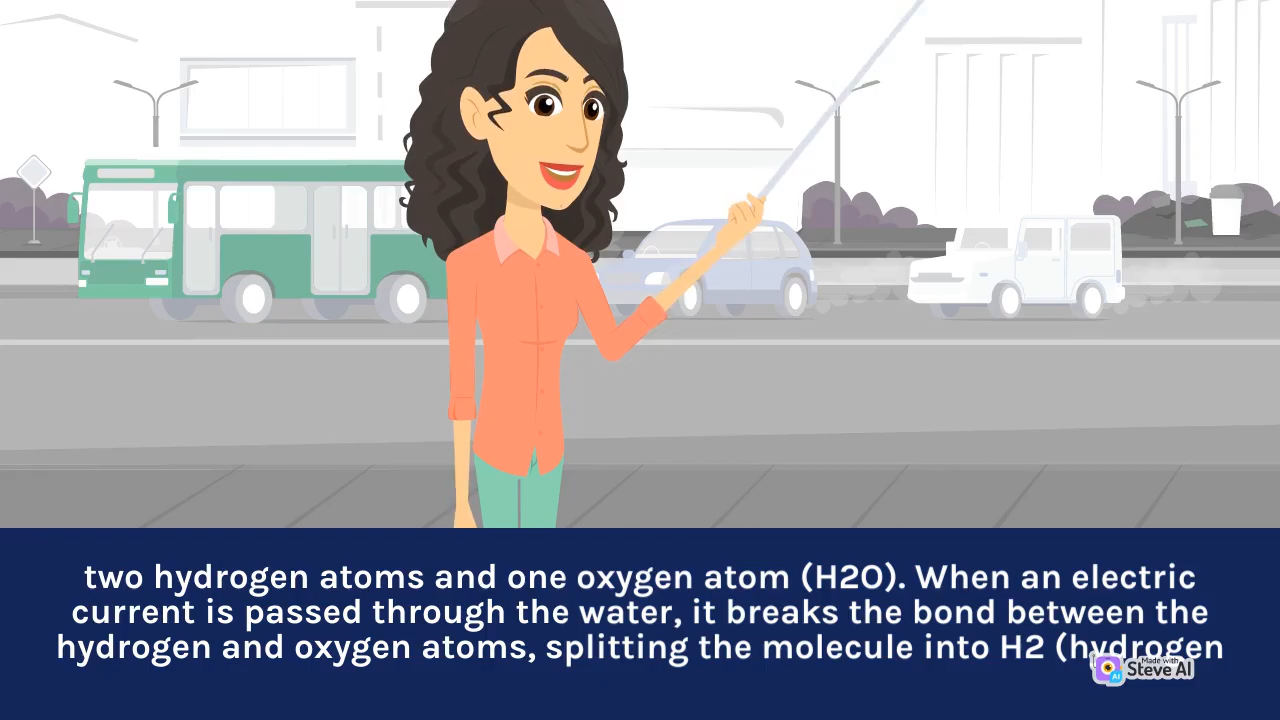 two hydrogen atoms and one oxygen atom (H2O). When an electric
current is passed through the water, it breaks the bond between the
hydrogen and oxygen atoms, splitting the molecule into H2 (hydrogen
Made with
Steve AI
AI